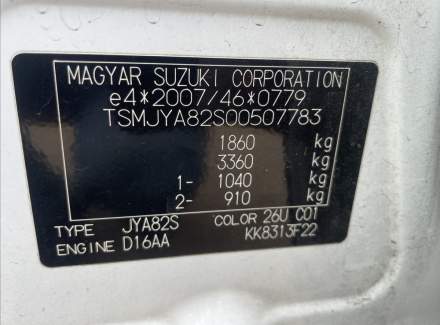 MAGYAR SUZUKI CORPORATION
e4*2007/46*0779
TSMJYA82S00507783
1860 kg
3360 kg
1- 1040 kg
2- 910 kg
TYPE JYA82S COLOR 26U C01
ENGINE D16AA KK8313F22